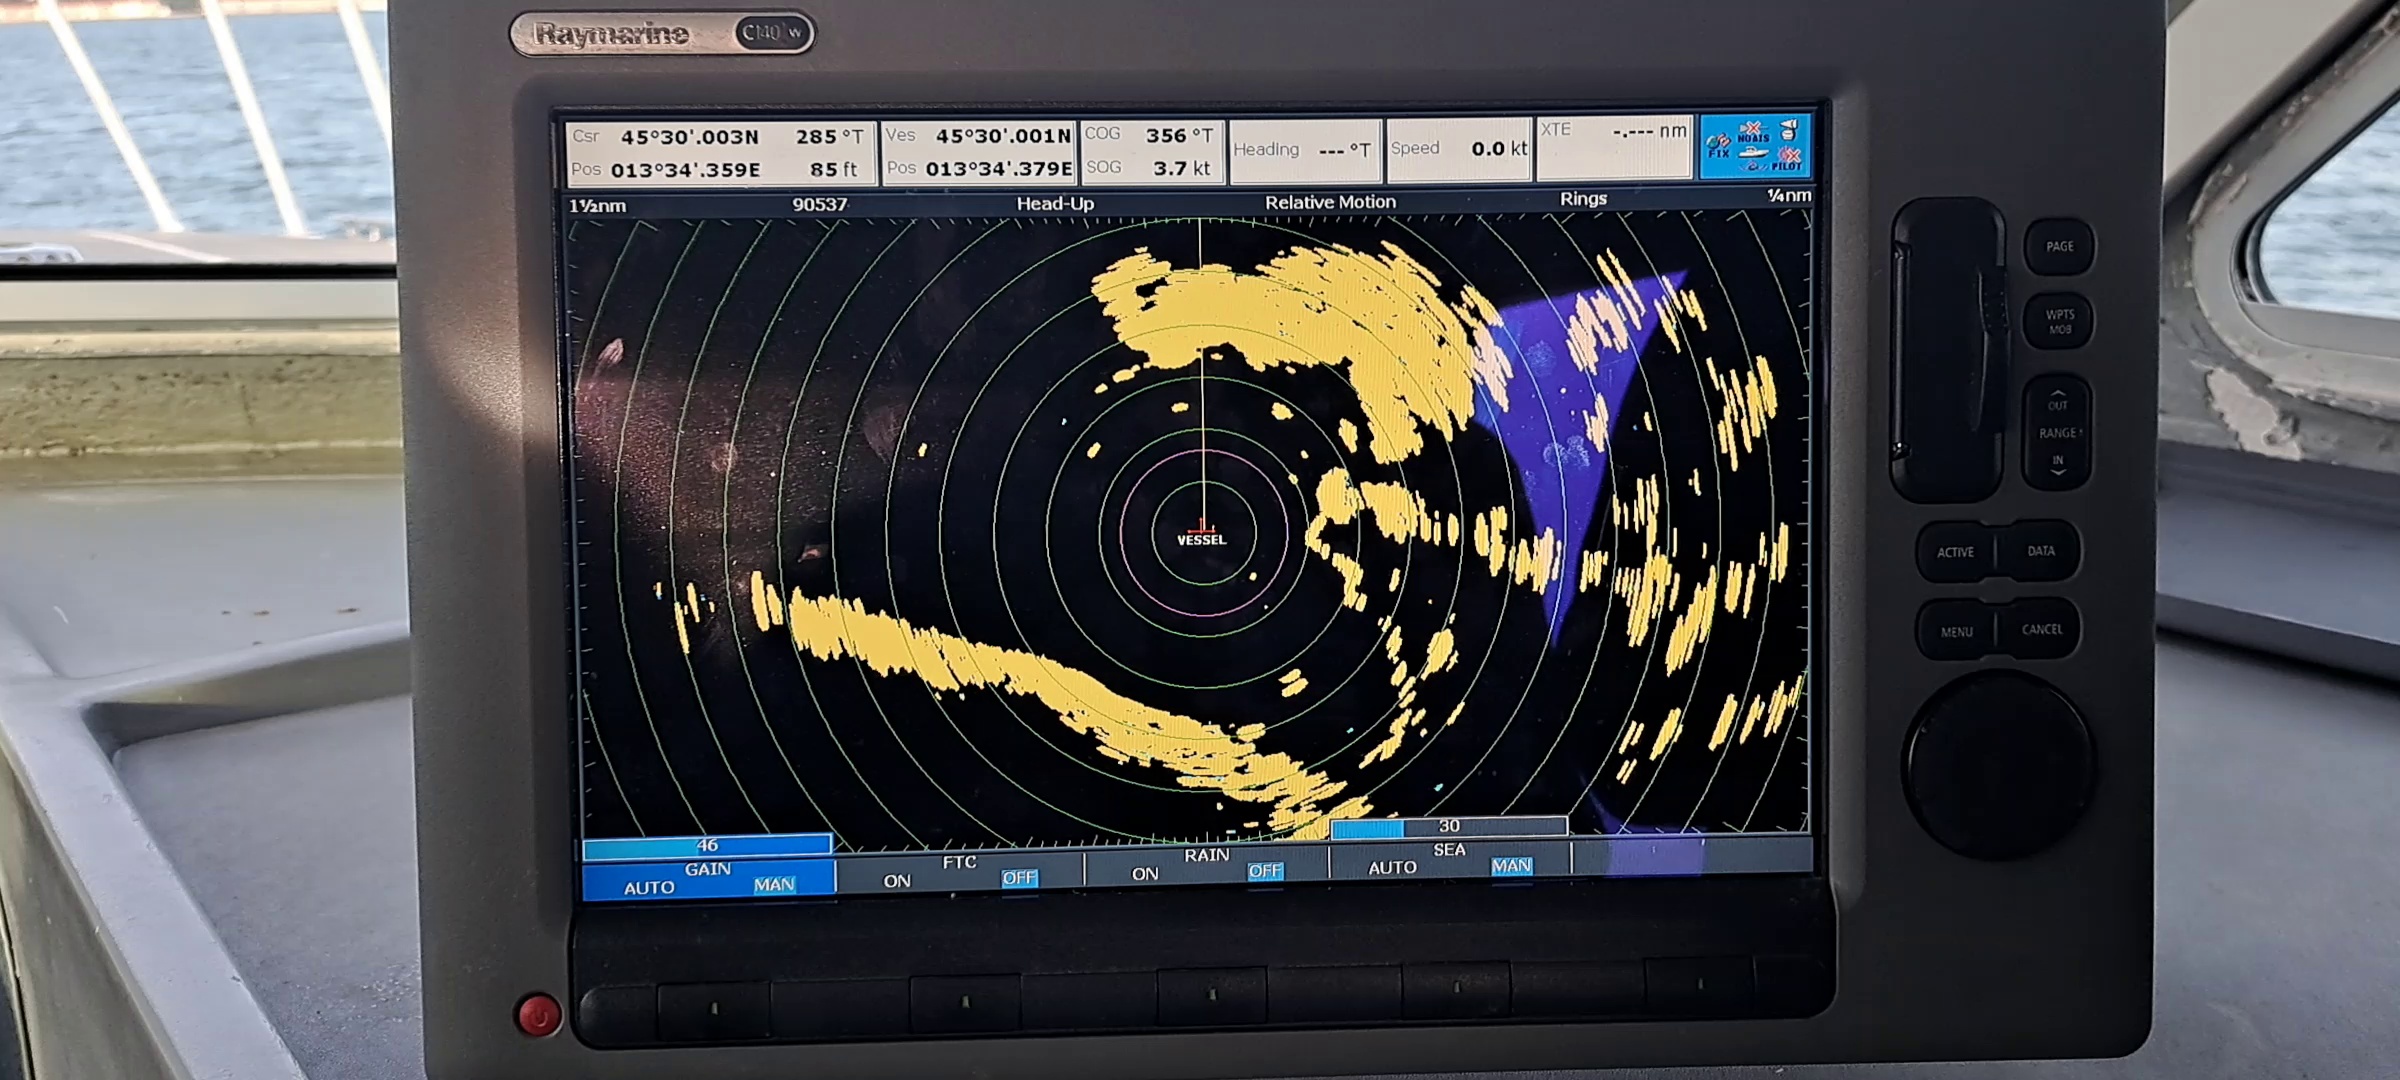 Raymarine C140 w
Csr 45°30'.003N 285 °T
Pos 013°34'.359E 85 ft
Ves 45°30'.001N
Pos 013°34'.379E
COG 356 °T
SOG 3.7 kt
Heading --- °T
Speed 0.0 kt
XTE -.--- nm
FIX
NOAIS
PILOT
1½nm 90537 Head-Up Relative Motion Rings ¼nm
VESSEL
46
GAIN
AUTO MAN
FTC
ON OFF
RAIN
ON OFF
30
SEA
AUTO MAN
PAGE
WPTS
MOB
OUT
RANGE
IN
ACTIVE DATA
MENU CANCEL